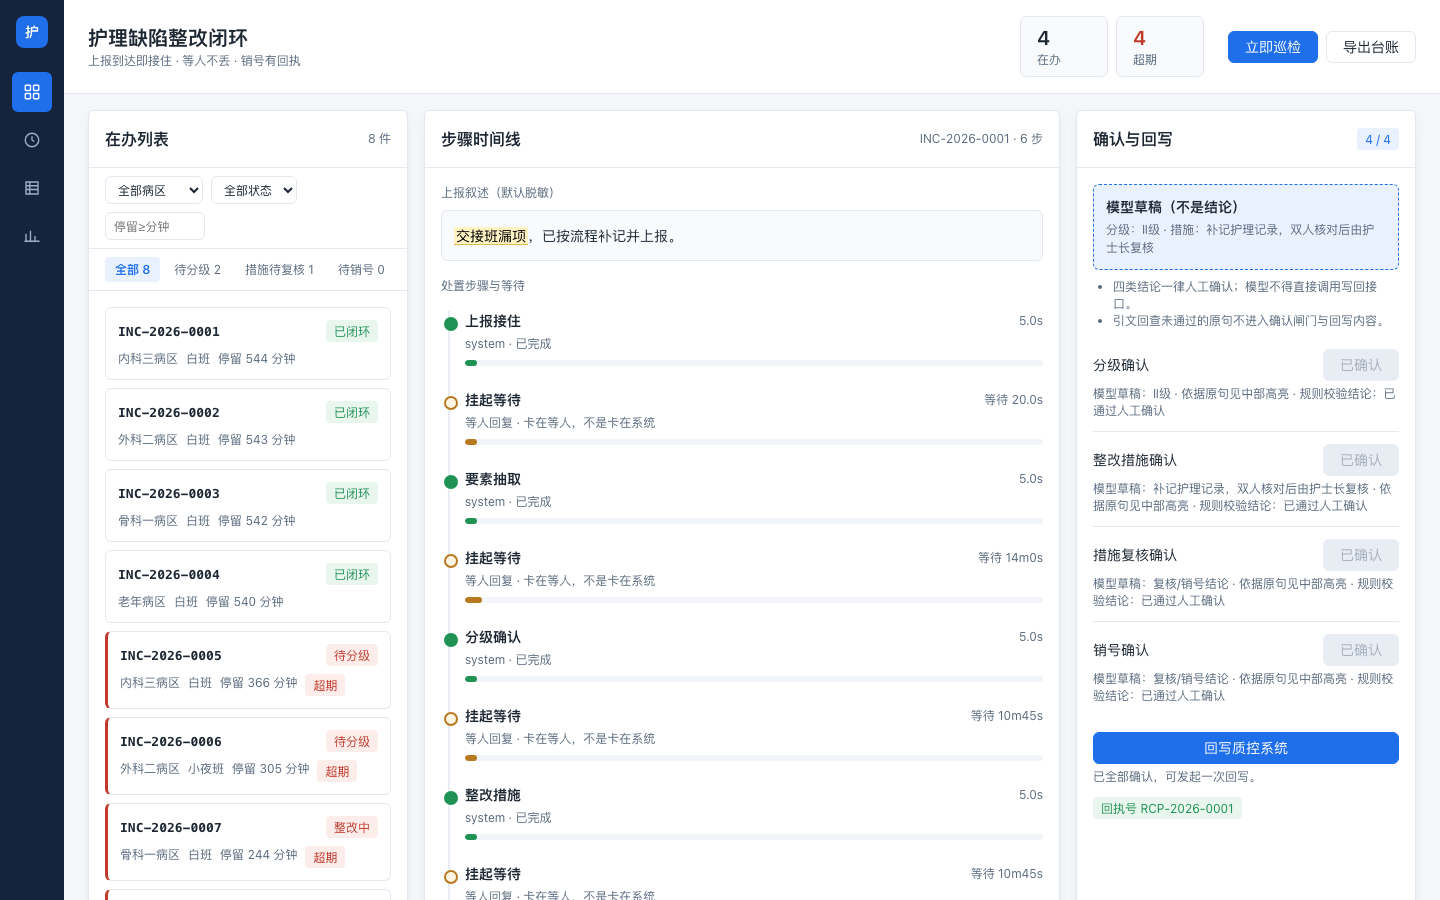 护
护理缺陷整改闭环
上报到达即接住 · 等人不丢 · 销号有回执
4
在办
4
超期
立即巡检
导出台账
在办列表
8 件
全部病区
全部状态
停留≥分钟
全部 8
待分级 2
措施待复核 1
待销号 0
INC-2026-0001
已闭环
内科三病区 白班 停留 544 分钟
INC-2026-0002
已闭环
外科二病区 白班 停留 543 分钟
INC-2026-0003
已闭环
骨科一病区 白班 停留 542 分钟
INC-2026-0004
已闭环
老年病区 白班 停留 540 分钟
INC-2026-0005
待分级
内科三病区 白班 停留 366 分钟 超期
INC-2026-0006
待分级
外科二病区 小夜班 停留 305 分钟 超期
INC-2026-0007
整改中
骨科一病区 白班 停留 244 分钟 超期
步骤时间线
INC-2026-0001 · 6 步
上报叙述（默认脱敏）
交接班漏项，已按流程补记并上报。
处置步骤与等待
上报接住
5.0s
system · 已完成
挂起等待
等待 20.0s
等人回复 · 卡在等人，不是卡在系统
要素抽取
5.0s
system · 已完成
挂起等待
等待 14m0s
等人回复 · 卡在等人，不是卡在系统
分级确认
5.0s
system · 已完成
挂起等待
等待 10m45s
等人回复 · 卡在等人，不是卡在系统
整改措施
5.0s
system · 已完成
挂起等待
等待 10m45s
等人回复 · 卡在等人，不是卡在系统
确认与回写
4 / 4
模型草稿（不是结论）
分级：Ⅱ级 · 措施：补记护理记录，双人核对后由护
士长复核
• 四类结论一律人工确认；模型不得直接调用写回接
口。
• 引文回查未通过的原句不进入确认闸门与回写内容。
分级确认
已确认
模型草稿：Ⅱ级 · 依据原句见中部高亮 · 规则校验结论：已
通过人工确认
整改措施确认
已确认
模型草稿：补记护理记录，双人核对后由护士长复核 · 依
据原句见中部高亮 · 规则校验结论：已通过人工确认
措施复核确认
已确认
模型草稿：复核/销号结论 · 依据原句见中部高亮 · 规则校
验结论：已通过人工确认
销号确认
已确认
模型草稿：复核/销号结论 · 依据原句见中部高亮 · 规则校
验结论：已通过人工确认
回写质控系统
已全部确认，可发起一次回写。
回执号 RCP-2026-0001